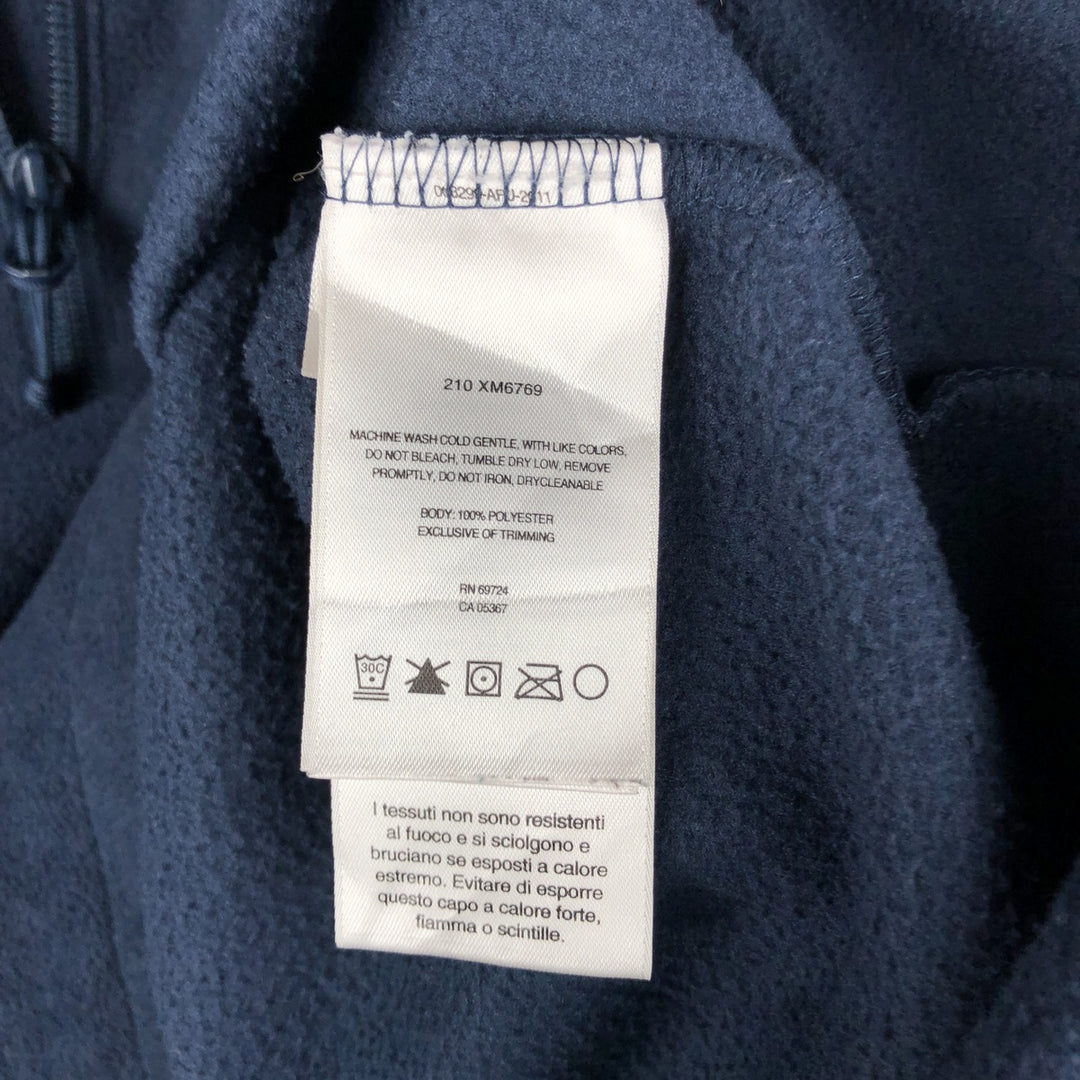 210 XM6769
MACHINE WASH COLD GENTLE, WITH LIKE COLORS,
DO NOT BLEACH, TUMBLE DRY LOW, REMOVE
PROMPTLY, DO NOT IRON, DRYCLEANABLE
BODY: 100% POLYESTER
EXCLUSIVE OF TRIMMING
RN 69724
CA 05367
30C
I tessuti non sono resistenti
al fuoco e si sciolgono e
bruciano se esposti a calore
estremo. Evitare di esporre
questo capo a calore forte,
fiamma o scintille.